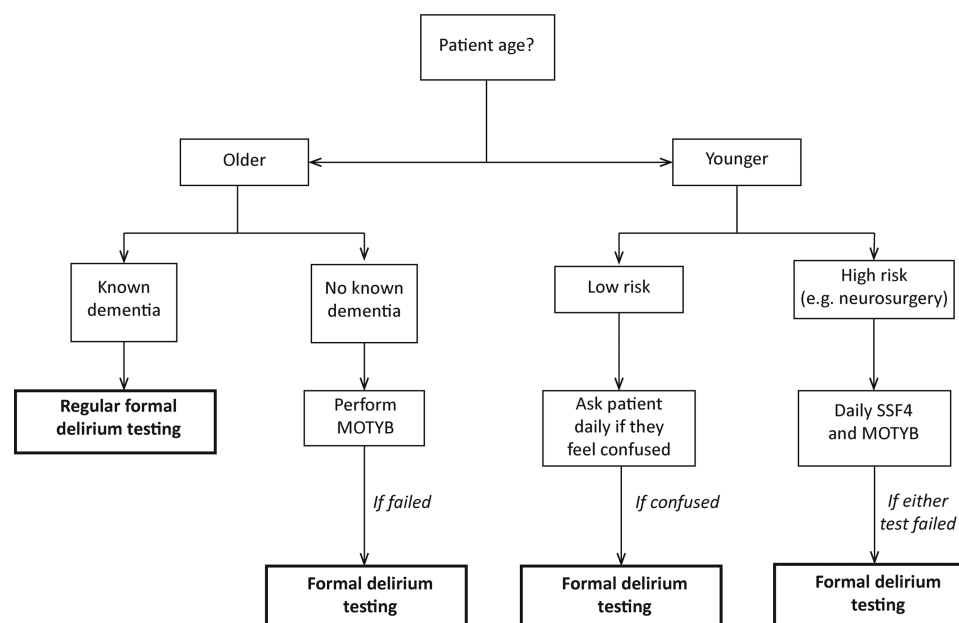 Patient age?
Older
Younger
Known
dementia
No known
dementia
Low risk
High risk
(e.g. neurosurgery)
Regular formal
delirium testing
Perform
MOTYB
Ask patient
daily if they
feel confused
Daily SSF4
and MOTYB
If failed
If confused
If either
test failed
Formal delirium
testing
Formal delirium
testing
Formal delirium
testing